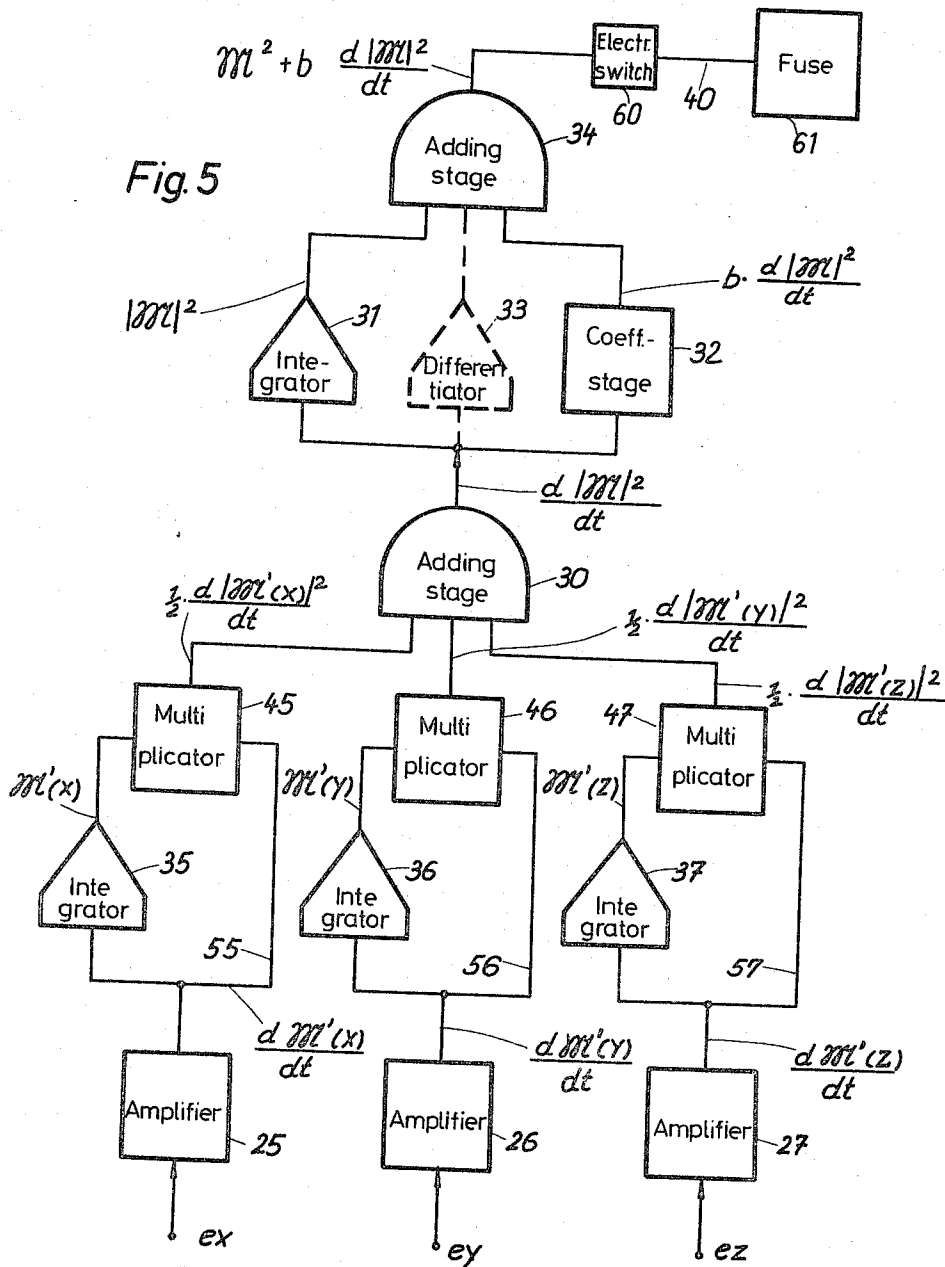 𝔐² + b d |𝔐|² / dt
Electr.
switch
60
40
Fuse
61
Fig. 5
Adding
stage
34
|𝔐|²
31
Inte-
grator
33
Differen
tiator
b · d |𝔐|² / dt
Coeff.-
stage
32
d |𝔐|² / dt
Adding
stage
30
½ · d |𝔐'(X)|² / dt
½ · d |𝔐'(Y)|² / dt
½ · d |𝔐'(Z)|² / dt
Multi
plicator
45
Multi
plicator
46
Multi
plicator
47
𝔐'(X)
𝔐'(Y)
𝔐'(Z)
Inte
grator
35
Inte
grator
36
Inte
grator
37
55
56
57
d 𝔐'(X) / dt
d 𝔐'(Y) / dt
d 𝔐'(Z) / dt
Amplifier
25
Amplifier
26
Amplifier
27
ex
ey
ez